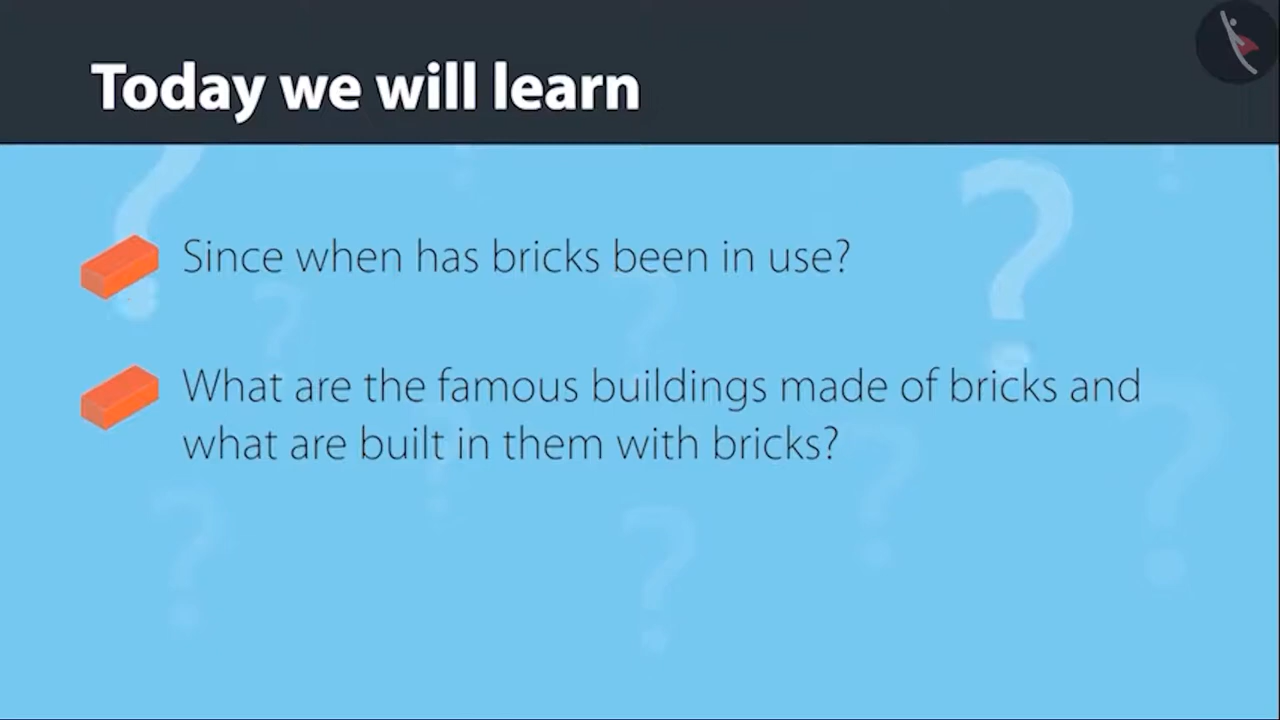 Today we will learn
Since when has bricks been in use?
What are the famous buildings made of bricks and
what are built in them with bricks?